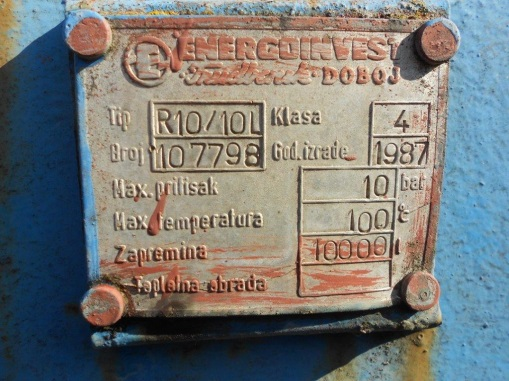 ENERGOINVEST
DOBOJ
Tip R10/10L Klasa 4
Broj 107798 God. izrade 1987
Max. pritisak 10 bar
Max. temperatura 100 °C
Zapremina 10000 l
Toplotna obrada